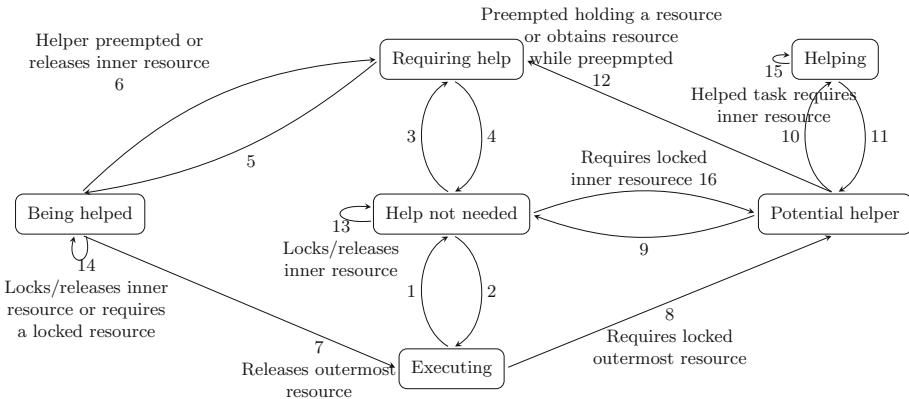 Preempted holding a resource
or obtains resource
while preepmpted
12
Helper preempted or
releases inner resource
6
Requiring help
Helping
15
Helped task requires
inner resource
10
11
3
4
5
Requires locked
inner resourece 16
Being helped
Help not needed
Potential helper
13
Locks/releases
inner resource
9
14
Locks/releases inner
resource or requires
a locked resource
1
2
8
Requires locked
outermost resource
7
Releases outermost
resource
Executing